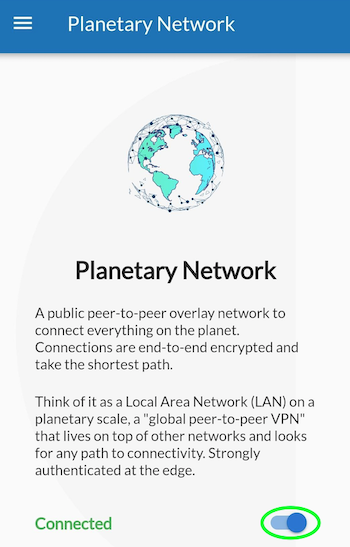 Planetary Network
Planetary Network
A public peer-to-peer overlay network to
connect everything on the planet.
Connections are end-to-end encrypted and
take the shortest path.
Think of it as a Local Area Network (LAN) on a
planetary scale, a "global peer-to-peer VPN"
that lives on top of other networks and looks
for any path to connectivity. Strongly
authenticated at the edge.
Connected